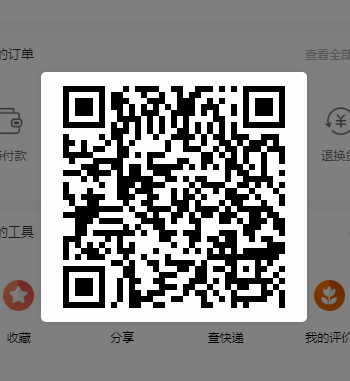 的订单 查看全部
付款 退换
的工具
收藏 分享 查快递 我的评价